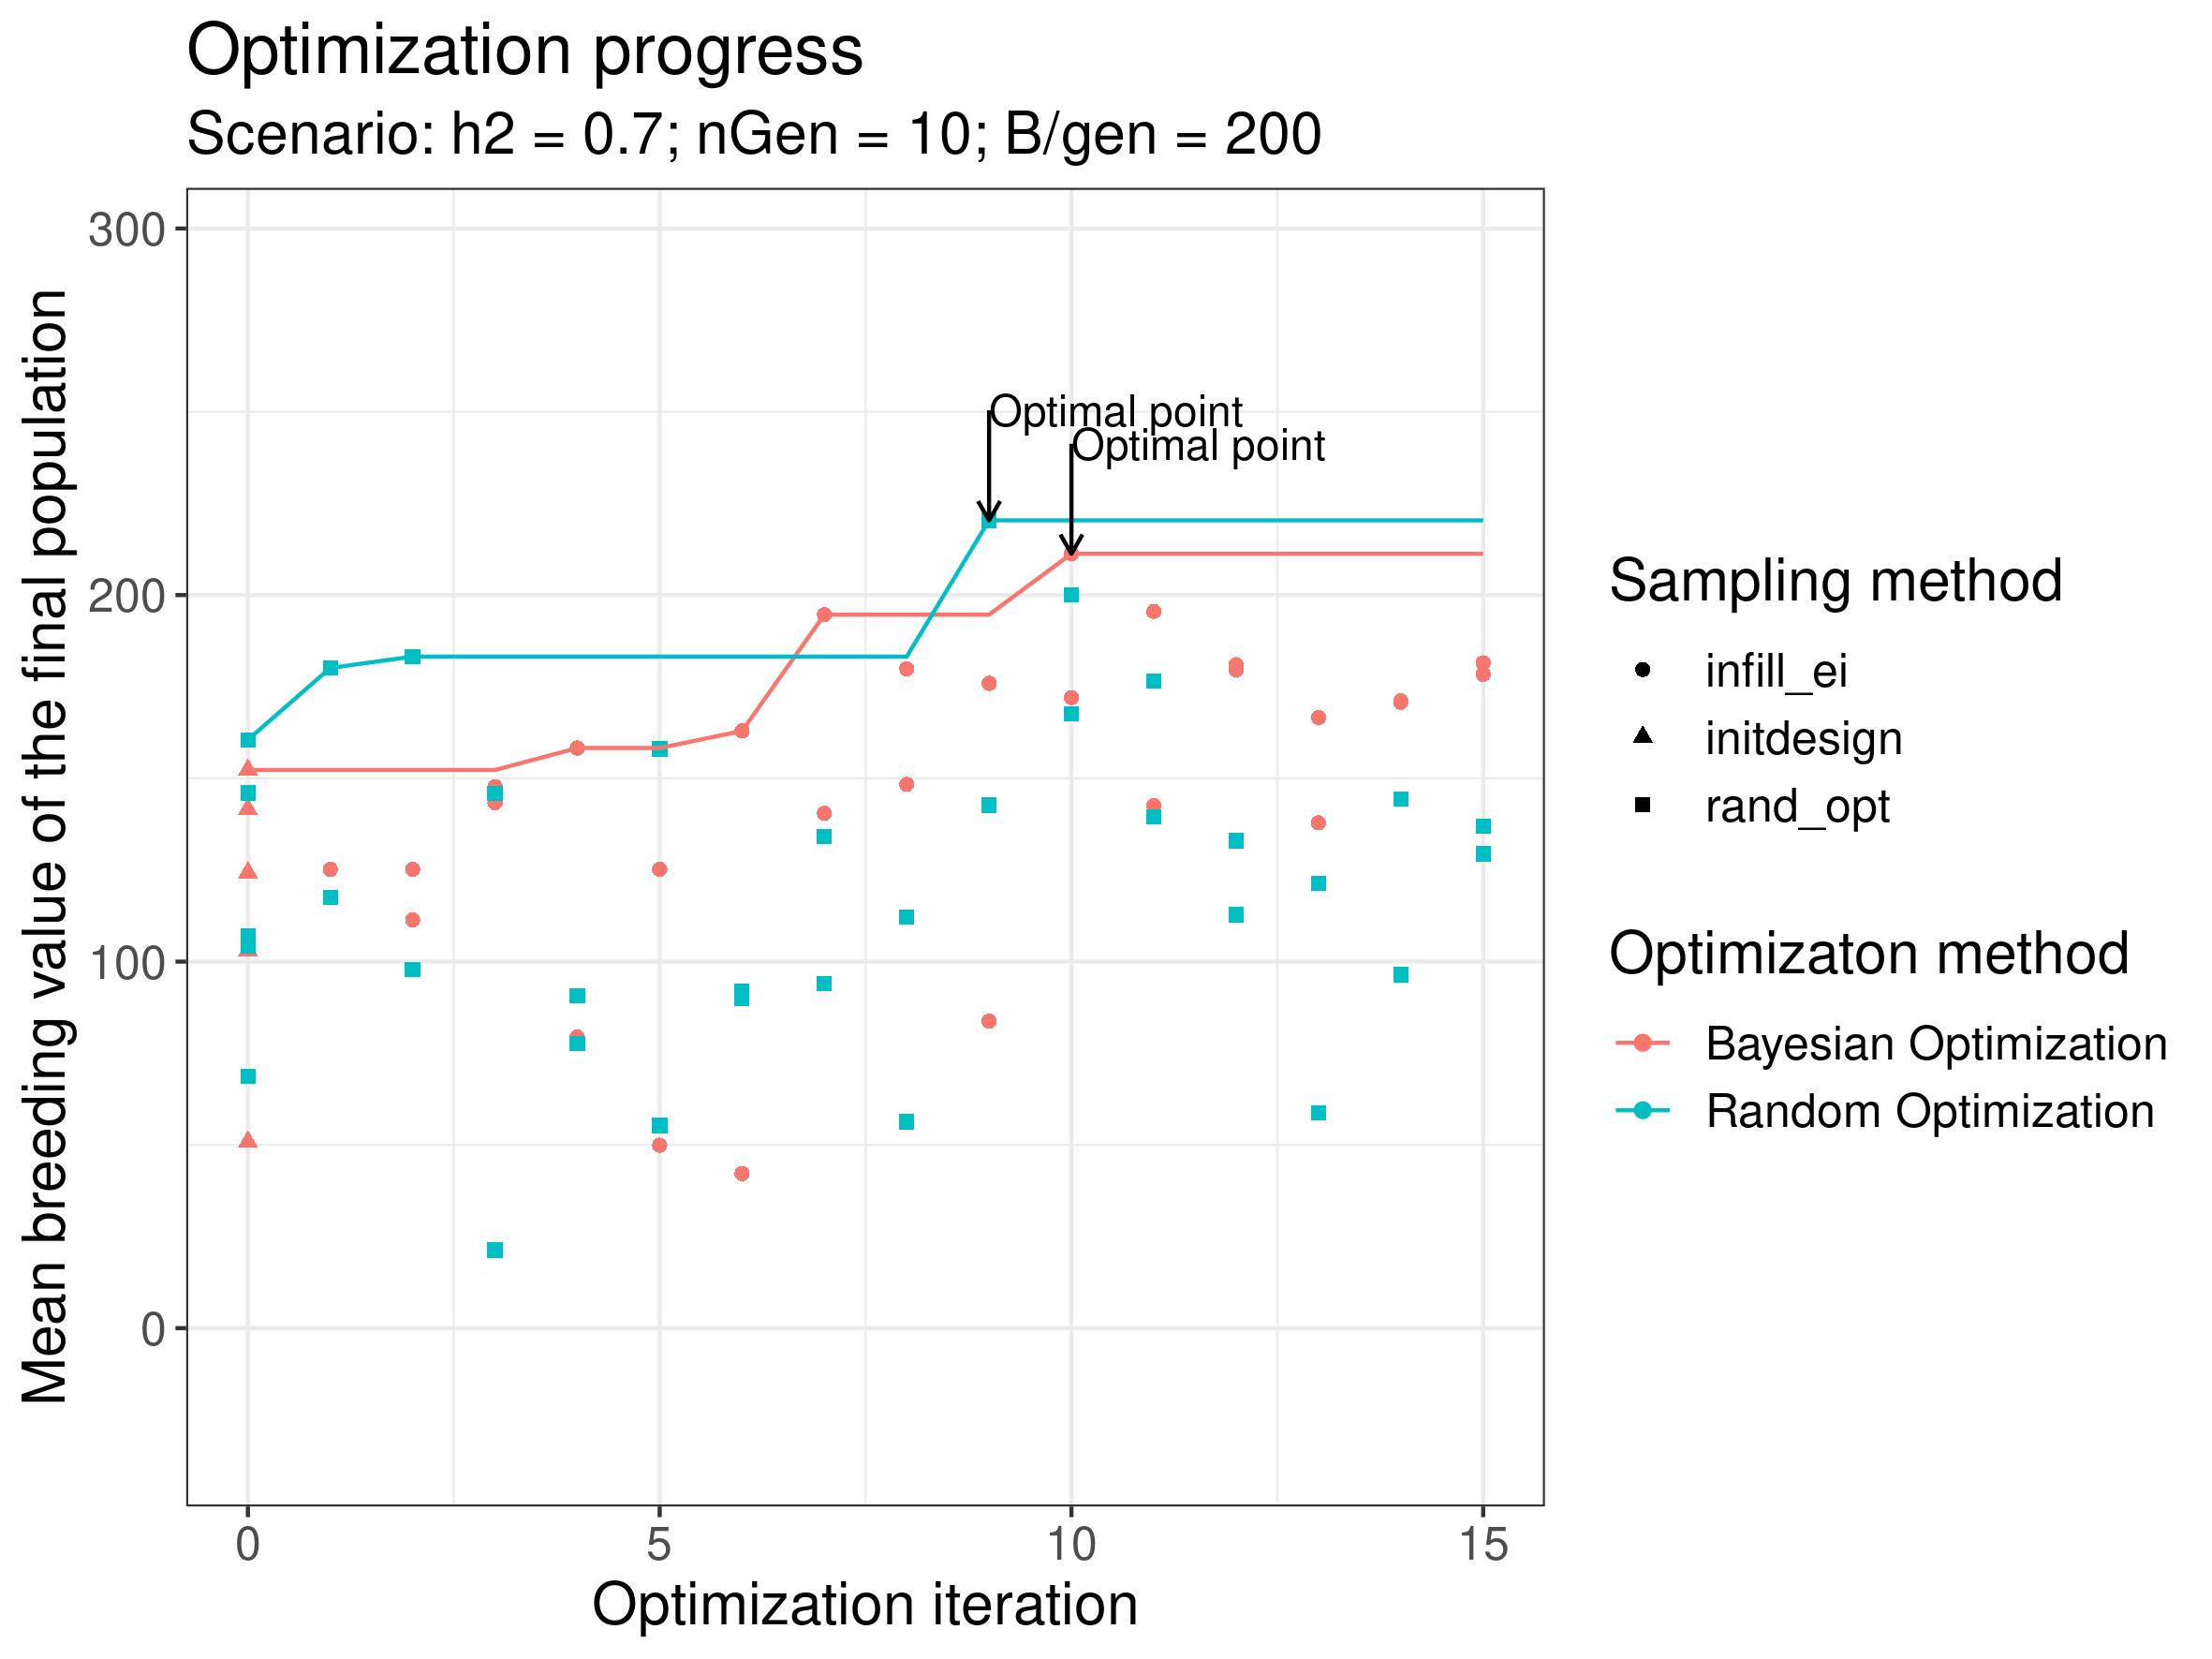 Optimization progress
Scenario: h2 = 0.7; nGen = 10; B/gen = 200
Mean breeding value of the final population
300
200
100
0
Optimal point
Optimal point
0
5
10
15
Optimization iteration
Sampling method
infill_ei
initdesign
rand_opt
Optimizaton method
Bayesian Optimization
Random Optimization